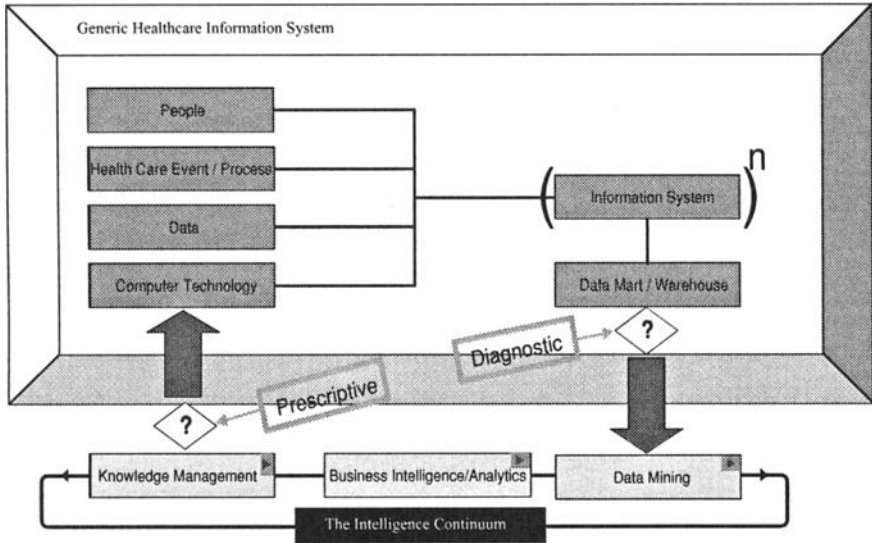 Generic Healthcare Information System
People
Health Care Event / Process
Data
Computer Technology
( Information System )n
Data Mart / Warehouse
?
Diagnostic
Prescriptive
?
Knowledge Management
Business Intelligence/Analytics
Data Mining
The Intelligence Continuum